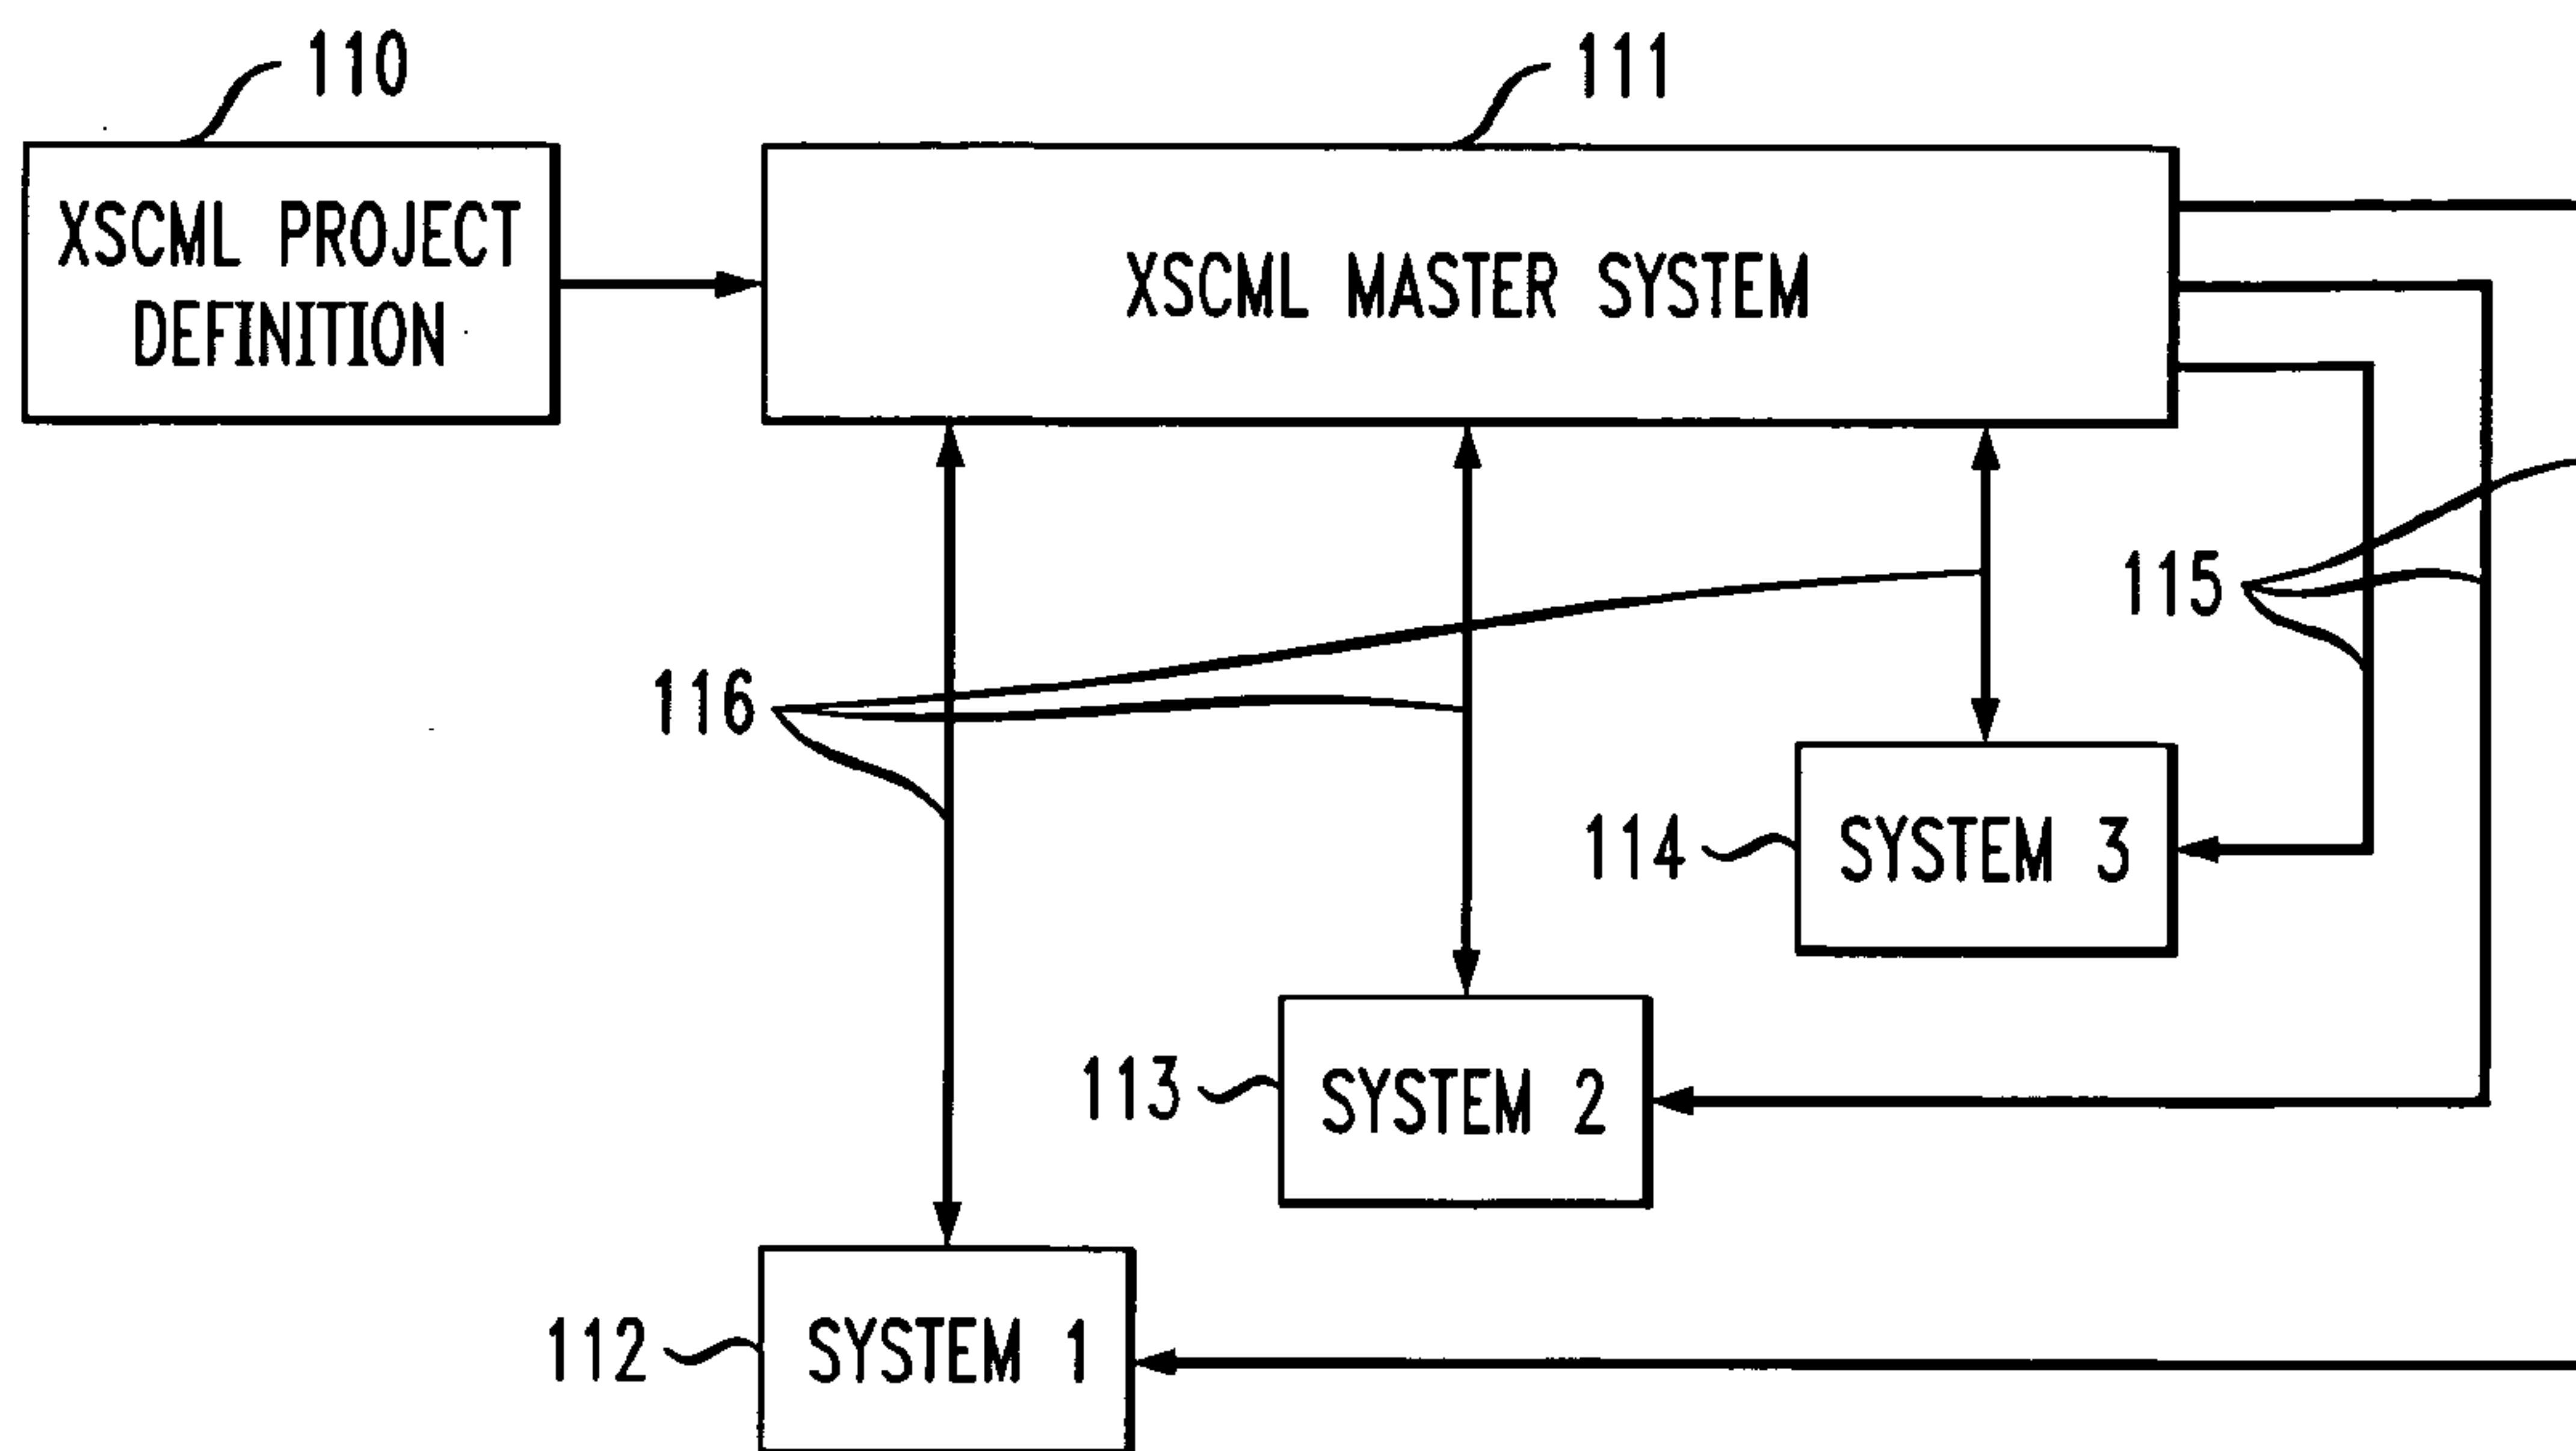 110
111
XSCML PROJECT
DEFINITION
XSCML MASTER SYSTEM
115
116
114
SYSTEM 3
113
SYSTEM 2
112
SYSTEM 1